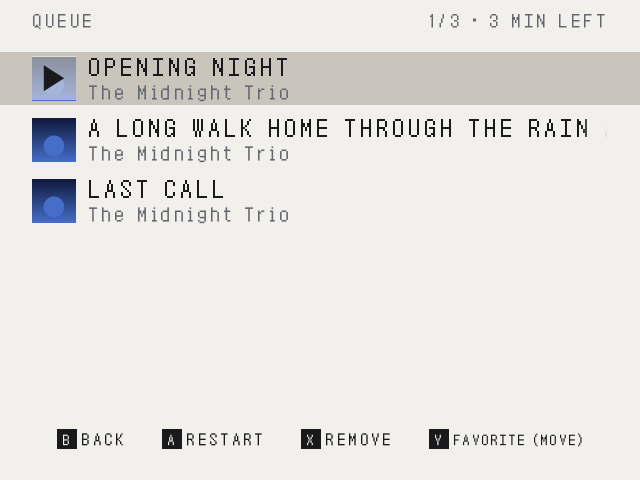 QUEUE
1/3 · 3 MIN LEFT
OPENING NIGHT
The Midnight Trio
A LONG WALK HOME THROUGH THE RAIN
The Midnight Trio
LAST CALL
The Midnight Trio
B BACK A RESTART X REMOVE Y FAVORITE (MOVE)